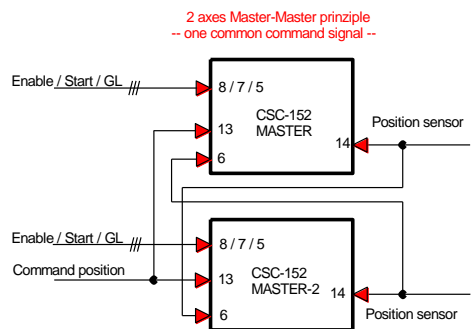 2 axes Master-Master prinziple
-- one common command signal --
Enable / Start / GL
8 / 7 / 5
CSC-152
MASTER
13
14
Position sensor
6
Enable / Start / GL
8 / 7 / 5
CSC-152
MASTER-2
Command position
13
14
6
Position sensor